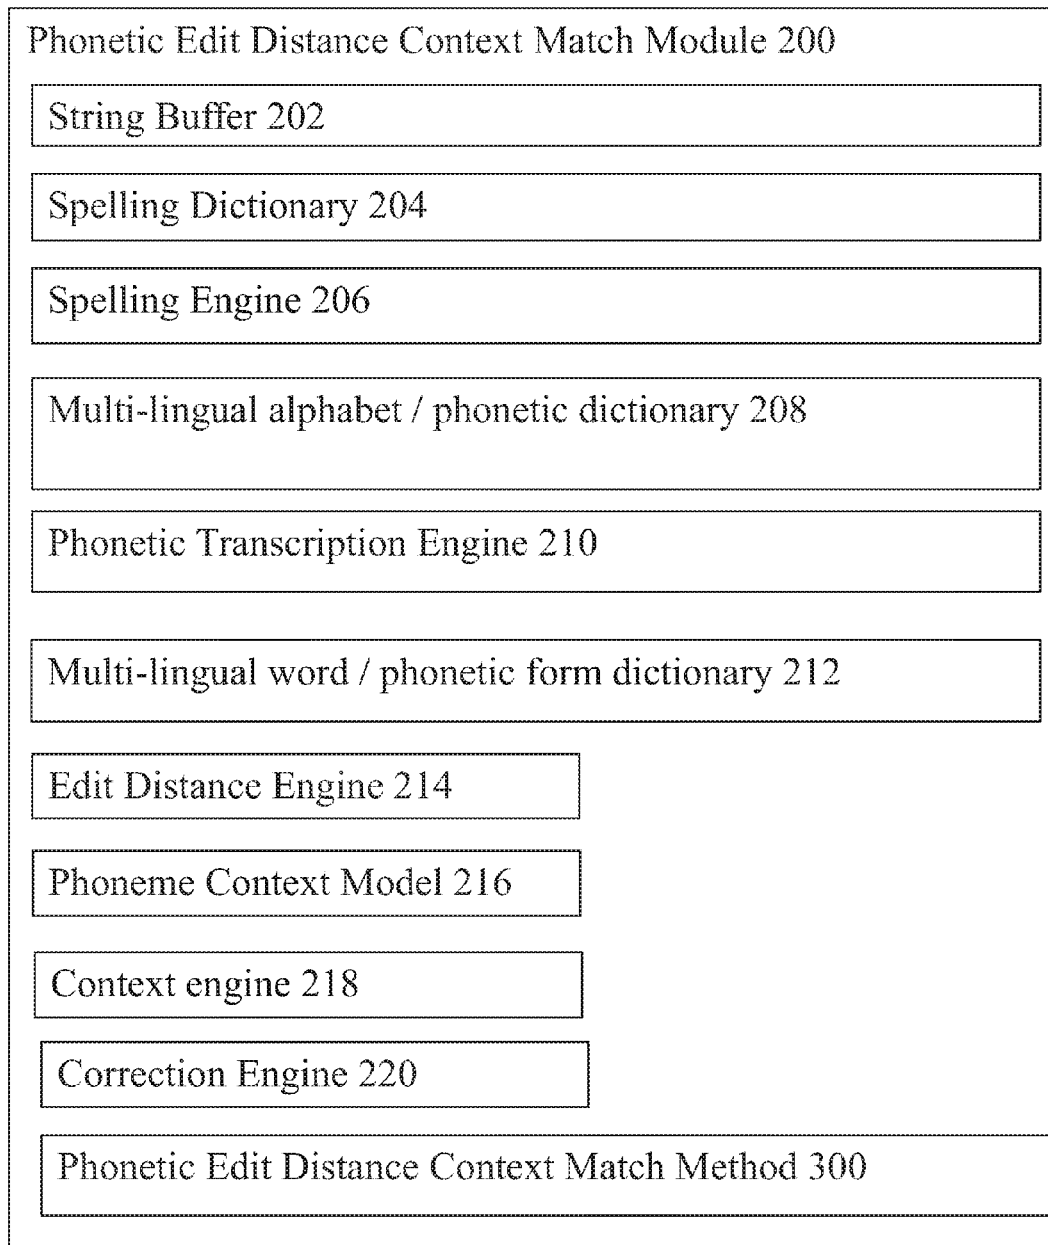 Phonetic Edit Distance Context Match Module 200
String Buffer 202
Spelling Dictionary 204
Spelling Engine 206
Multi-lingual alphabet / phonetic dictionary 208
Phonetic Transcription Engine 210
Multi-lingual word / phonetic form dictionary 212
Edit Distance Engine 214
Phoneme Context Model 216
Context engine 218
Correction Engine 220
Phonetic Edit Distance Context Match Method 300